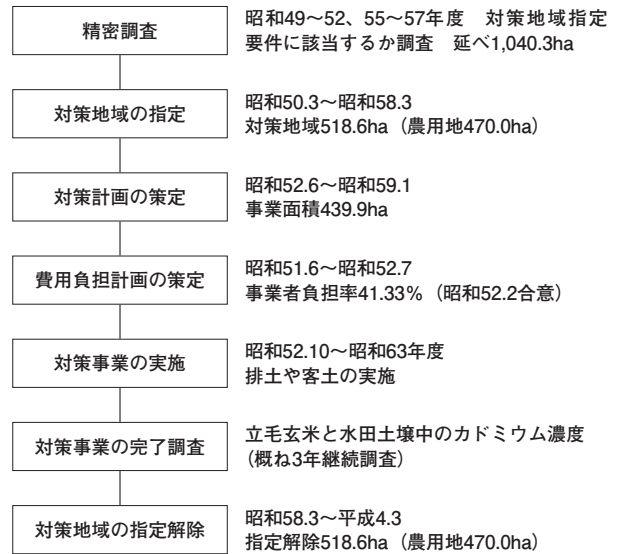 精密調査
昭和49〜52、55〜57年度　対策地域指定
要件に該当するか調査　延べ1,040.3ha
対策地域の指定
昭和50.3〜昭和58.3
対策地域518.6ha（農用地470.0ha）
対策計画の策定
昭和52.6〜昭和59.1
事業面積439.9ha
費用負担計画の策定
昭和51.6〜昭和52.7
事業者負担率41.33%（昭和52.2合意）
対策事業の実施
昭和52.10〜昭和63年度
排土や客土の実施
対策事業の完了調査
立毛玄米と水田土壌中のカドミウム濃度
（概ね3年継続調査）
対策地域の指定解除
昭和58.3〜平成4.3
指定解除518.6ha（農用地470.0ha）